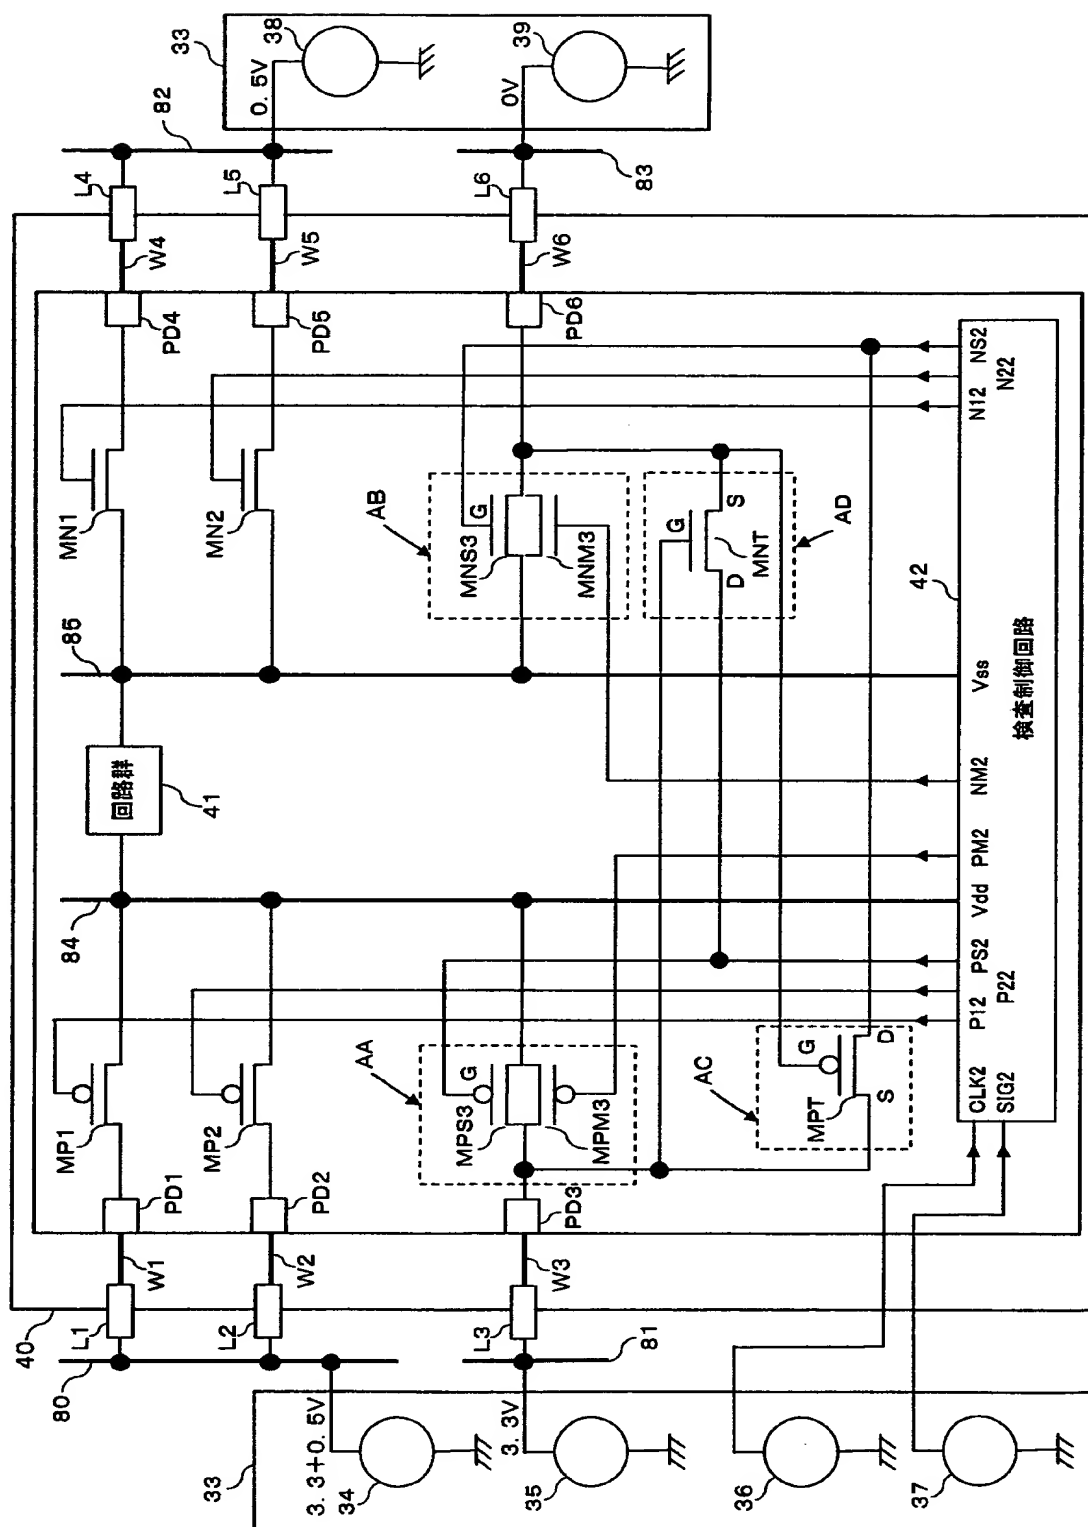 33
38
0. 5V
39
0V
82
83
L4
L5
L6
W4
W5
W6
PD4
PD5
PD6
MN1
MN2
AB
G
MNS3
MNM3
G
S
D
MNT
AD
NS2
N22
N12
42
85
Vss
検査制御回路
回路群
41
NM2
PM2
84
Vdd
PS2
P22
P12
MP1
MP2
AA
G
MPS3
MPM3
AC
G
D
S
MPT
CLK2
SIG2
PD1
PD2
PD3
W1
W2
W3
40
L1
L2
L3
80
81
33
3. 3+0. 5V
34
3. 3V
35
36
37